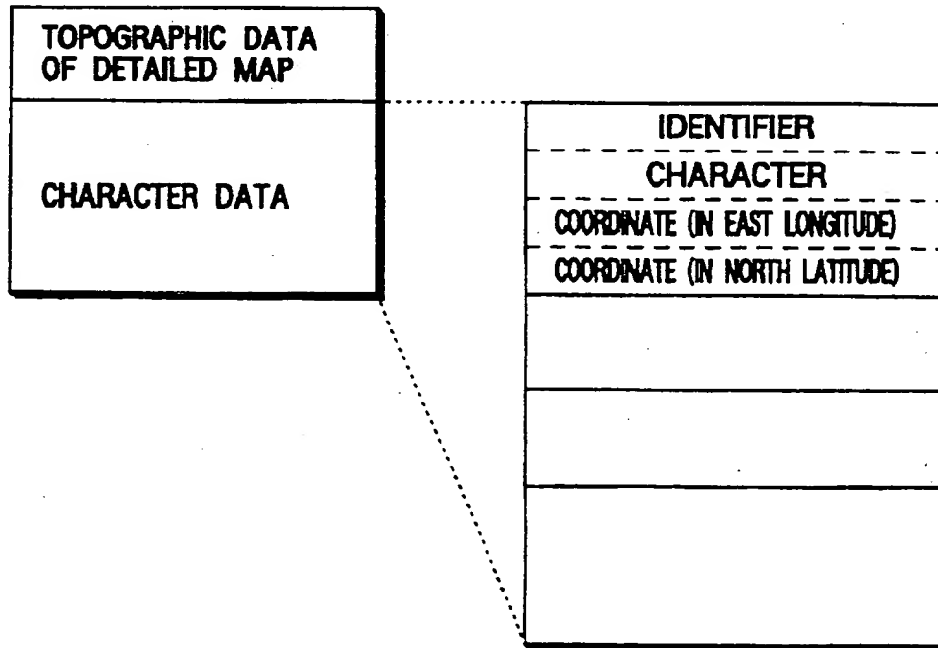 TOPOGRAPHIC DATA
OF DETAILED MAP
CHARACTER DATA
IDENTIFIER
CHARACTER
COORDINATE (IN EAST LONGITUDE)
COORDINATE (IN NORTH LATITUDE)